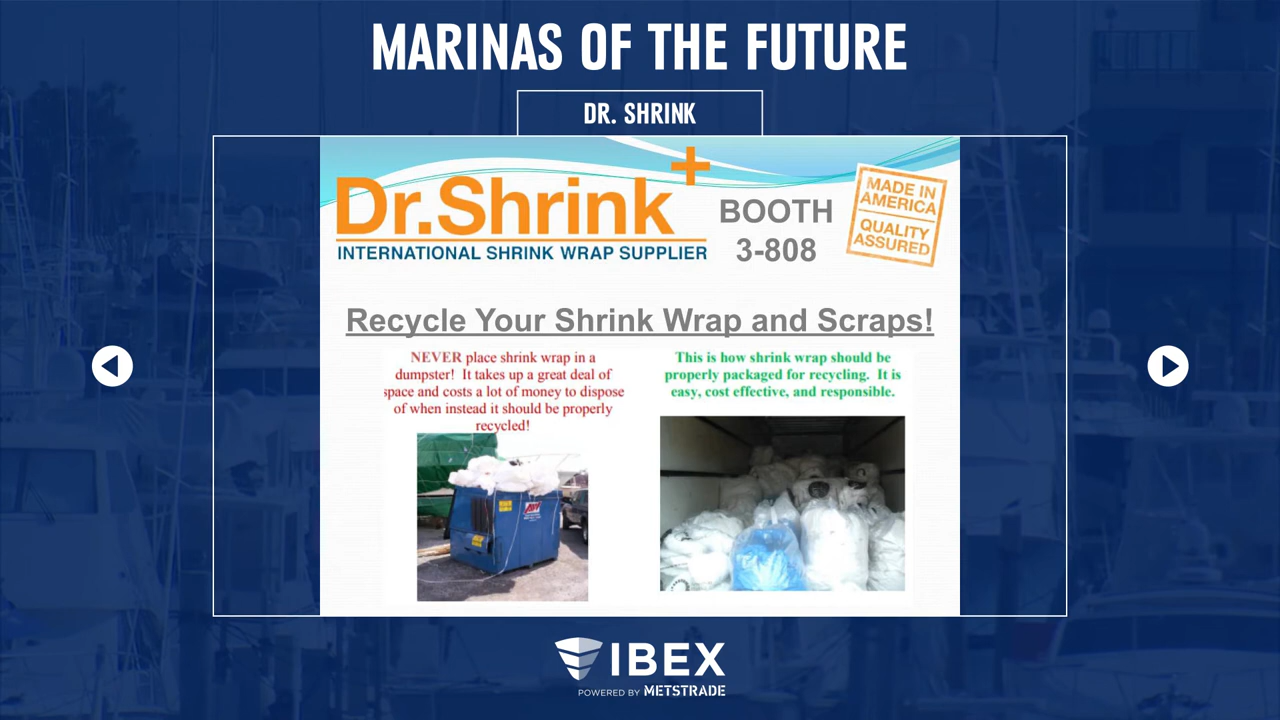 MARINAS OF THE FUTURE
DR. SHRINK
Dr.Shrink+
INTERNATIONAL SHRINK WRAP SUPPLIER
BOOTH
3-808
MADE IN
AMERICA
QUALITY
ASSURED
Recycle Your Shrink Wrap and Scraps!
NEVER place shrink wrap in a
dumpster! It takes up a great deal of
space and costs a lot of money to dispose
of when instead it should be properly
recycled!
This is how shrink wrap should be
properly packaged for recycling. It is
easy, cost effective, and responsible.
IBEX
POWERED BY METSTRADE